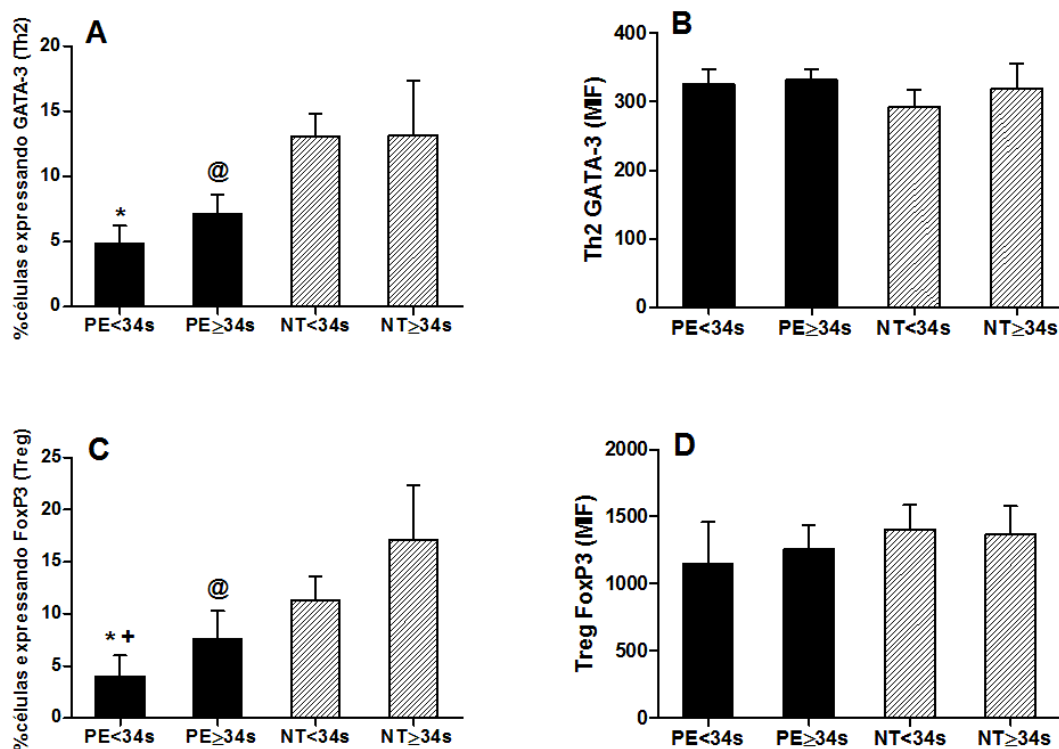 A
%células expressando GATA-3 (Th2)
20
15
10
5
0
*
@
PE<34s PE≥34s NT<34s NT≥34s
B
Th2 GATA-3 (MIF)
400
300
200
100
0
PE<34s PE≥34s NT<34s NT≥34s
C
%células expressando FoxP3 (Treg)
25
20
15
10
5
0
* +
@
PE<34s PE≥34s NT<34s NT≥34s
D
Treg FoxP3 (MIF)
2000
1500
1000
500
0
PE<34s PE≥34s NT<34s NT≥34s